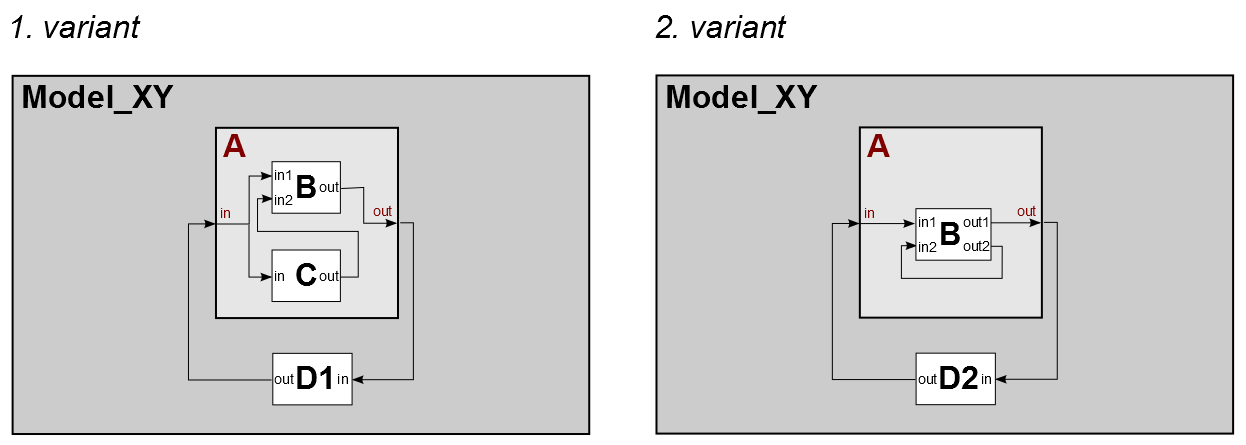 1. variant
Model_XY
A
in1
B
out
in2
in
out
in
C
out
out
D1
in
2. variant
Model_XY
A
in
out
in1
B
out1
in2
out2
out
D2
in